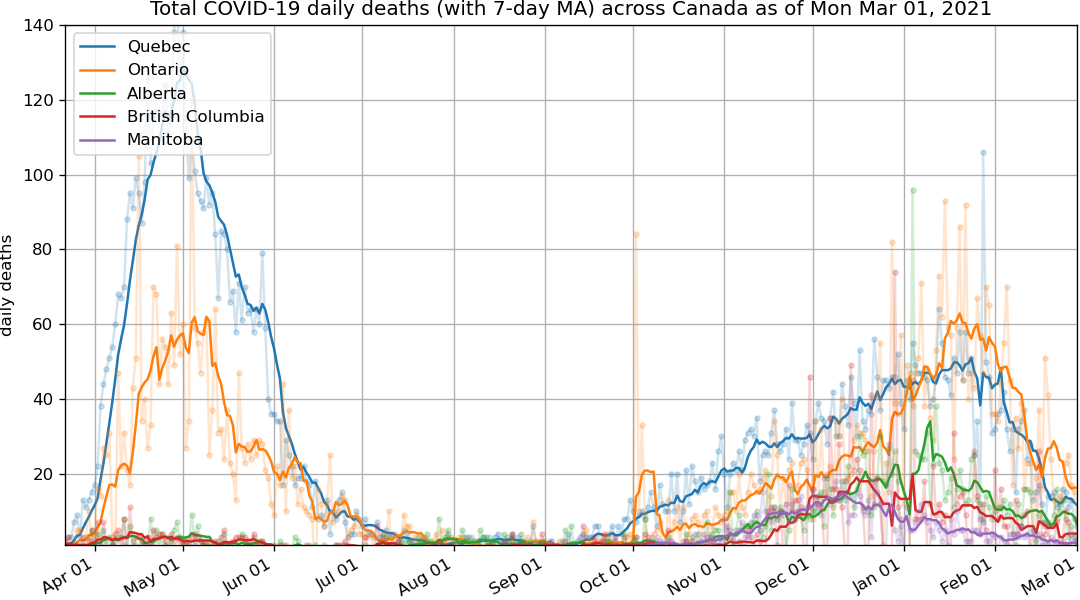 Total COVID-19 daily deaths (with 7-day MA) across Canada as of Mon Mar 01, 2021
140
120
100
80
60
40
20
daily deaths
Quebec
Ontario
Alberta
British Columbia
Manitoba
Apr 01
May 01
Jun 01
Jul 01
Aug 01
Sep 01
Oct 01
Nov 01
Dec 01
Jan 01
Feb 01
Mar 01